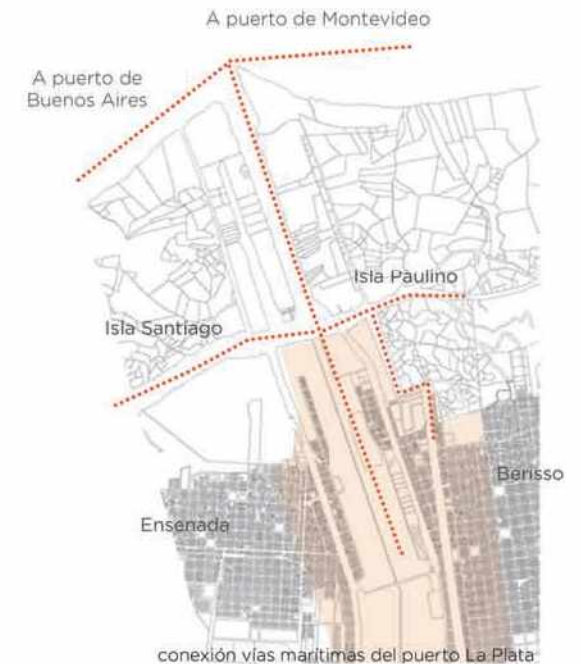 A puerto de Montevideo
A puerto de
Buenos Aires
Isla Paulino
Isla Santiago
Berisso
Ensenada
conexión vías marítimas del puerto La Plata